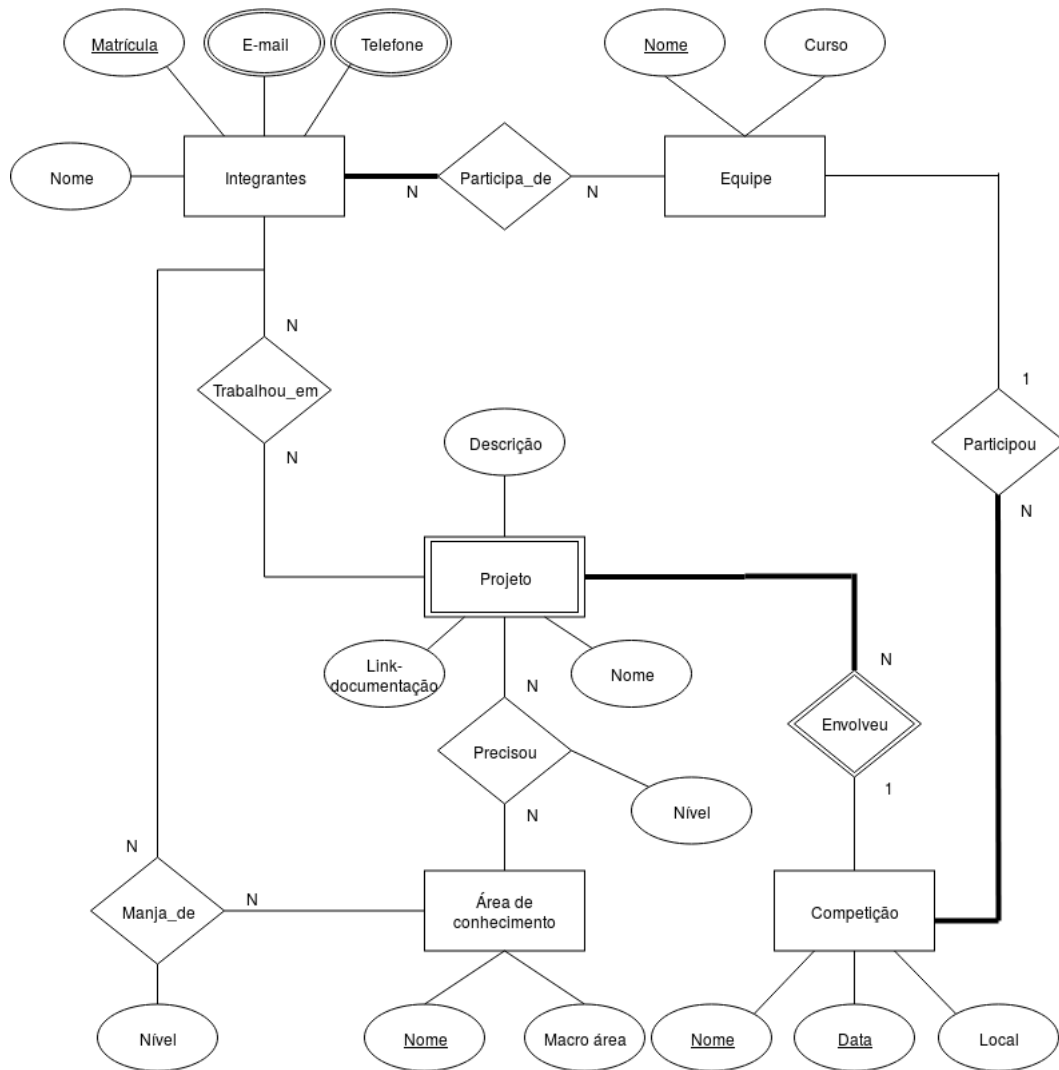 Matrícula
E-mail
Telefone
Nome
Curso
Nome
Integrantes
N
Participa_de
N
Equipe
N
Trabalhou_em
N
1
Participou
N
Descrição
Projeto
Link-
documentação
Nome
N
Precisou
N
Nível
N
Envolveu
1
N
Manja_de
N
Área de
conhecimento
Competição
Nível
Nome
Macro área
Nome
Data
Local